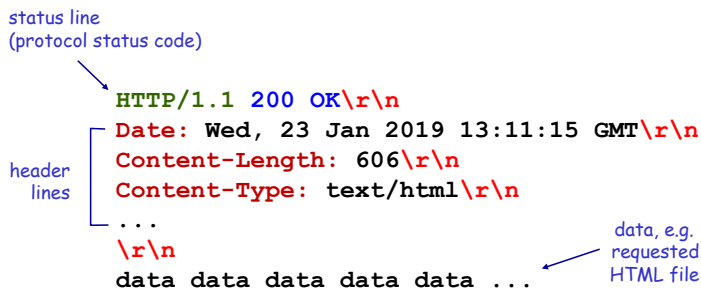 status line
(protocol status code)
HTTP/1.1 200 OK\r\n
Date: Wed, 23 Jan 2019 13:11:15 GMT\r\n
Content-Length: 606\r\n
Content-Type: text/html\r\n
...
\r\n
data data data data data ...
header
lines
data, e.g.
requested
HTML file